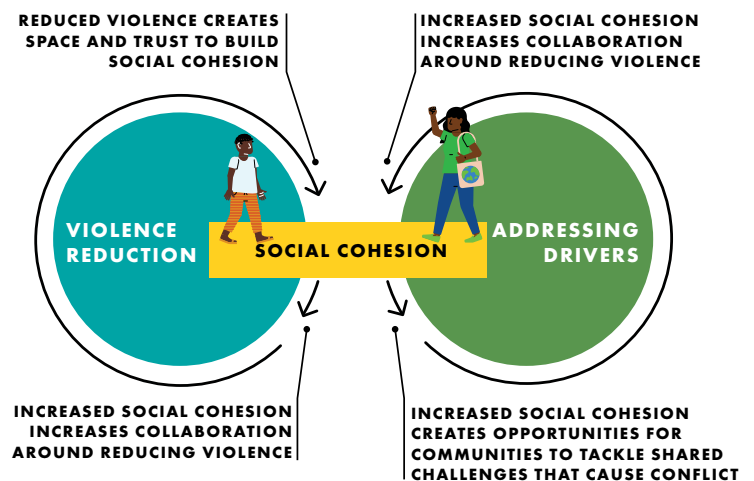 REDUCED VIOLENCE CREATES
SPACE AND TRUST TO BUILD
SOCIAL COHESION
INCREASED SOCIAL COHESION
INCREASES COLLABORATION
AROUND REDUCING VIOLENCE
VIOLENCE
REDUCTION
SOCIAL COHESION
ADDRESSING
DRIVERS
INCREASED SOCIAL COHESION
INCREASES COLLABORATION
AROUND REDUCING VIOLENCE
INCREASED SOCIAL COHESION
CREATES OPPORTUNITIES FOR
COMMUNITIES TO TACKLE SHARED
CHALLENGES THAT CAUSE CONFLICT